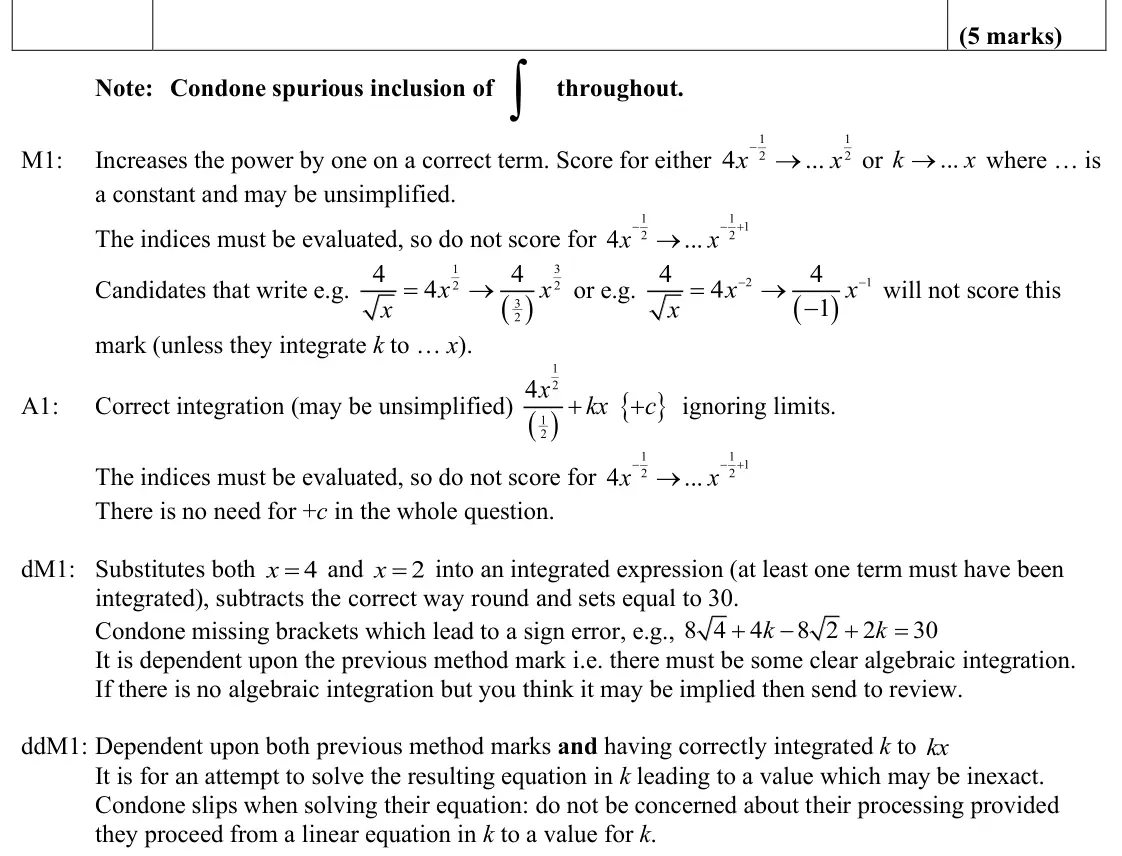 (5 marks)
Note: Condone spurious inclusion of ∫ throughout.
M1: Increases the power by one on a correct term. Score for either 4x^{-1/2} → ... x^{1/2} or k → ... x where … is
a constant and may be unsimplified.
The indices must be evaluated, so do not score for 4x^{-1/2} → ... x^{-1/2+1}
Candidates that write e.g. 4/√x = 4x^{1/2} → 4/(3/2) x^{3/2} or e.g. 4/√x = 4x^{-2} → 4/(-1) x^{-1} will not score this
mark (unless they integrate k to … x).
A1: Correct integration (may be unsimplified) 4x^{1/2}/(1/2) + kx {+c} ignoring limits.
The indices must be evaluated, so do not score for 4x^{-1/2} → ... x^{-1/2+1}
There is no need for +c in the whole question.
dM1: Substitutes both x = 4 and x = 2 into an integrated expression (at least one term must have been
integrated), subtracts the correct way round and sets equal to 30.
Condone missing brackets which lead to a sign error, e.g., 8√4 + 4k − 8√2 + 2k = 30
It is dependent upon the previous method mark i.e. there must be some clear algebraic integration.
If there is no algebraic integration but you think it may be implied then send to review.
ddM1: Dependent upon both previous method marks and having correctly integrated k to kx
It is for an attempt to solve the resulting equation in k leading to a value which may be inexact.
Condone slips when solving their equation: do not be concerned about their processing provided
they proceed from a linear equation in k to a value for k.